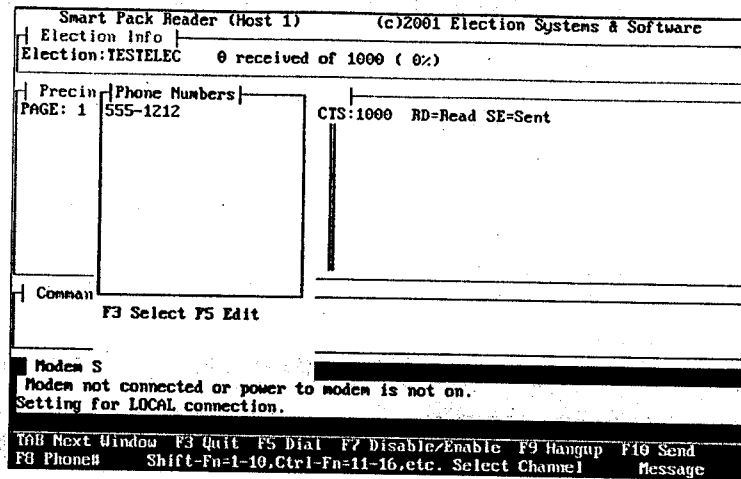 Smart Pack Reader (Host 1) (c)2001 Election Systems & Software
Election Info
Election:TESTELEC 0 received of 1000 ( 0%)
Precin Phone Numbers
PAGE: 1 555-1212 CTS:1000 RD=Read SE=Sent
Comman
F3 Select F5 Edit
Modem S
Modem not connected or power to modem is not on.
Setting for LOCAL connection.
TAB Next Window F3 Quit F5 Dial F7 Disable/Enable F9 Hangup F10 Send
F8 Phone# Shift-Fn=1-10,Ctrl-Fn=11-16,etc. Select Channel Message